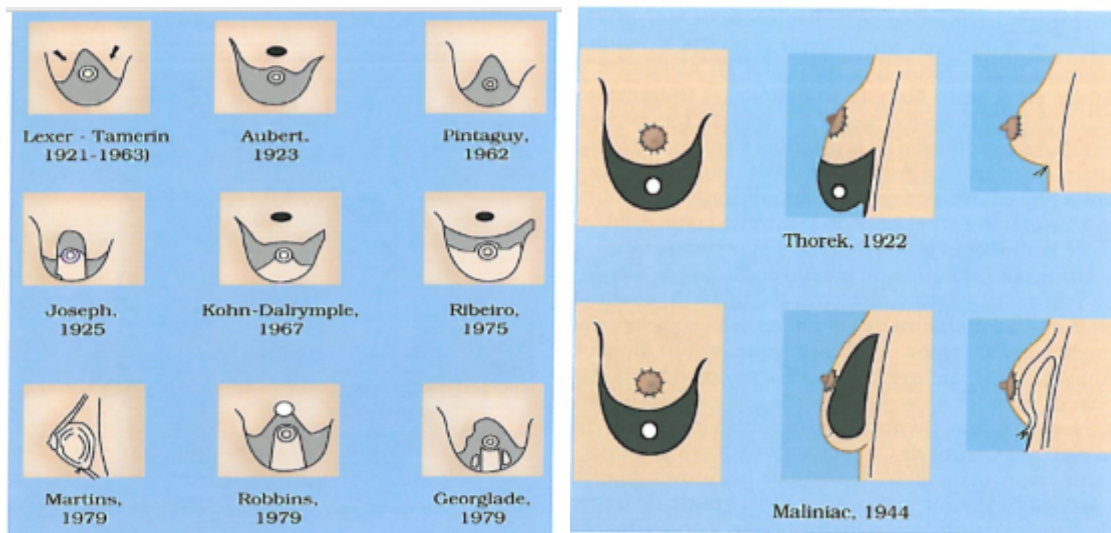 Lexer - Tamerin
1921-1963)
Aubert,
1923
Pintaguy,
1962
Joseph,
1925
Kohn-Dalrymple,
1967
Ribeiro,
1975
Martins,
1979
Robbins,
1979
Georglade,
1979
Thorek, 1922
Maliniac, 1944